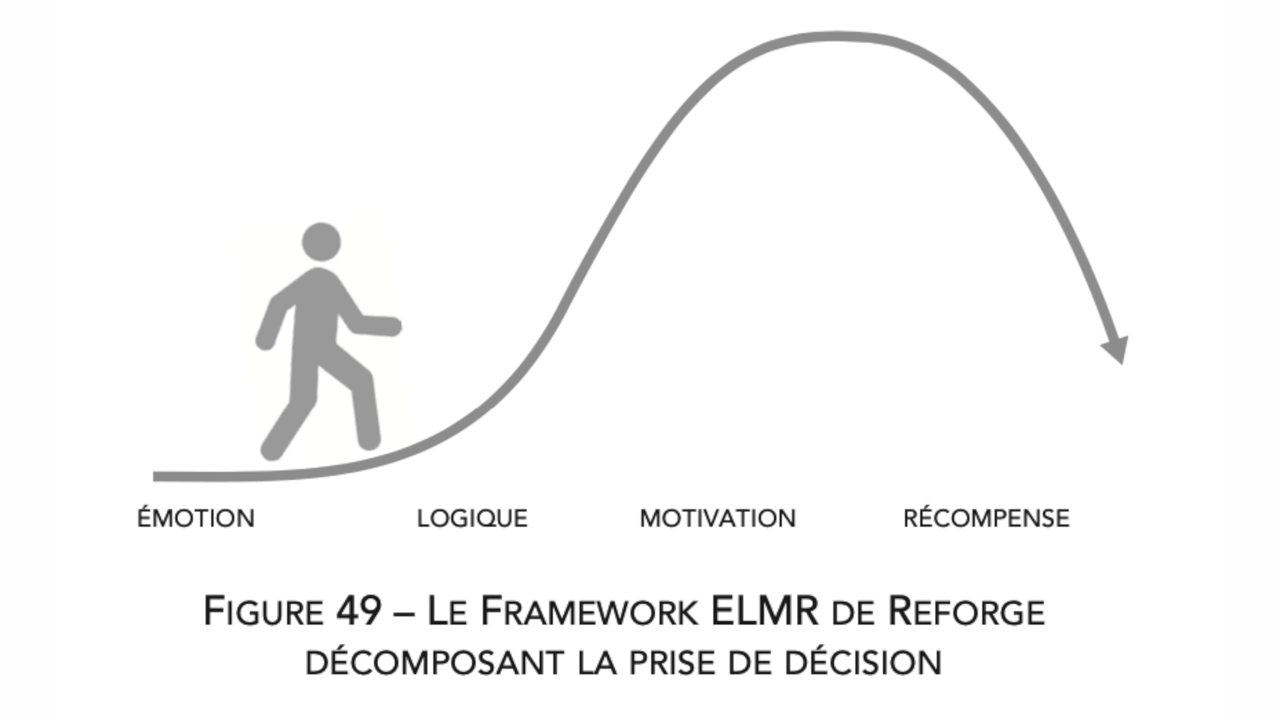 ÉMOTION LOGIQUE MOTIVATION RÉCOMPENSE
FIGURE 49 – LE FRAMEWORK ELMR DE REFORGE
DÉCOMPOSANT LA PRISE DE DÉCISION